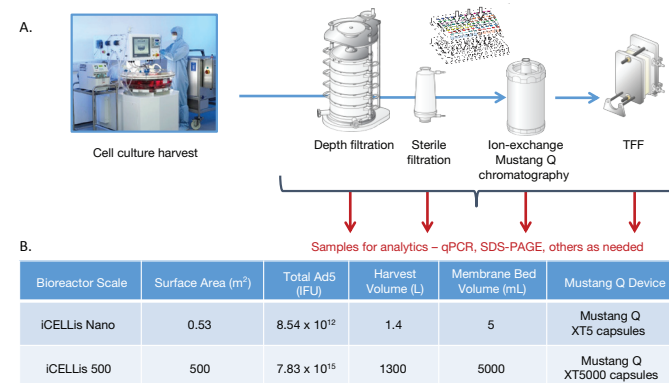 A.
Cell culture harvest
Depth filtration
Sterile
filtration
Ion-exchange
Mustang Q
chromatography
TFF
Samples for analytics – qPCR, SDS-PAGE, others as needed
B.
Bioreactor Scale
Surface Area (m²)
Total Ad5
(IFU)
Harvest
Volume (L)
Membrane Bed
Volume (mL)
Mustang Q Device
iCELLis Nano
0.53
8.54 x 10¹²
1.4
5
Mustang Q
XT5 capsules
iCELLis 500
500
7.83 x 10¹⁵
1300
5000
Mustang Q
XT5000 capsules